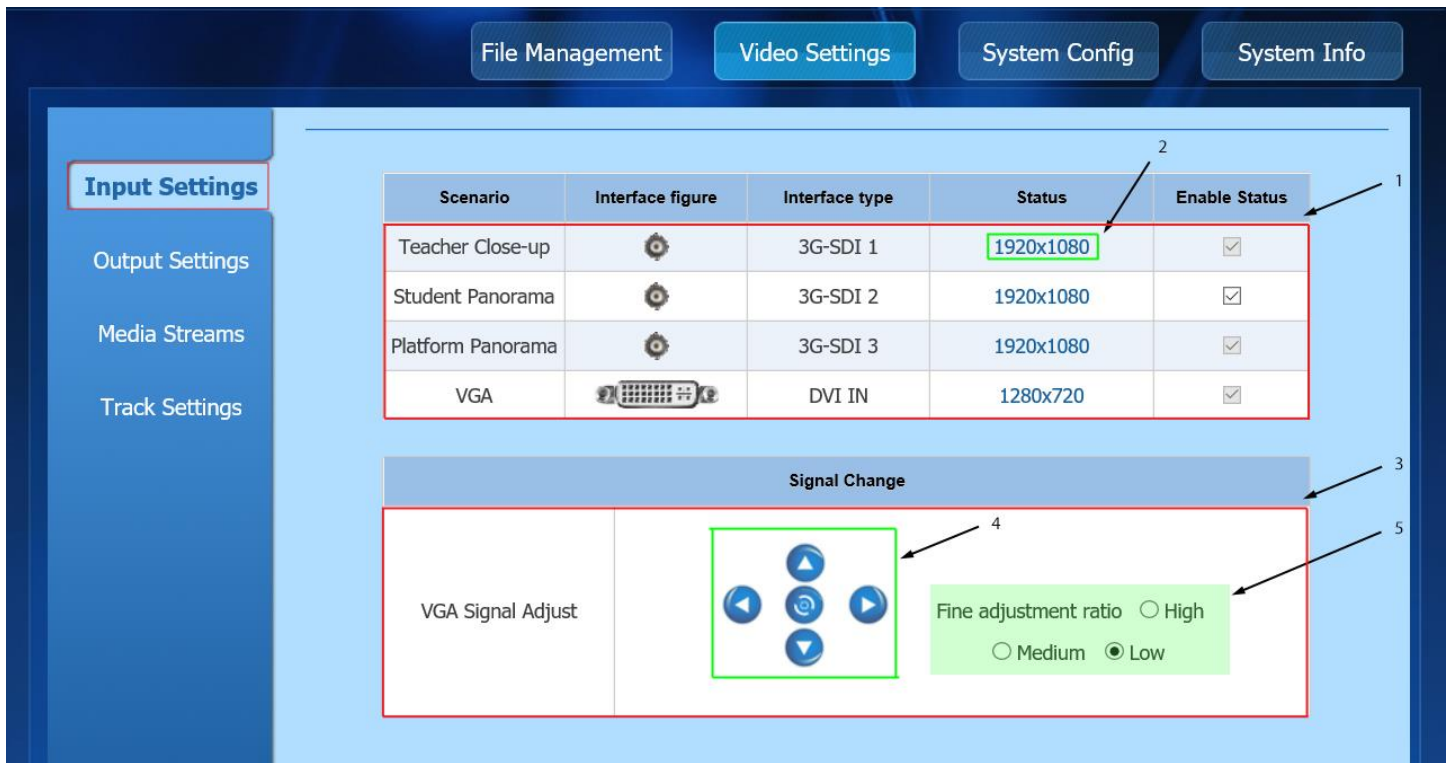 File Management Video Settings System Config System Info
2
Input Settings
Scenario Interface figure Interface type Status Enable Status
1
Teacher Close-up 3G-SDI 1 1920x1080
Output Settings
Student Panorama 3G-SDI 2 1920x1080
Media Streams
Platform Panorama 3G-SDI 3 1920x1080
Track Settings
VGA DVI IN 1280x720
Signal Change
3
4
5
VGA Signal Adjust
Fine adjustment ratio High
Medium Low